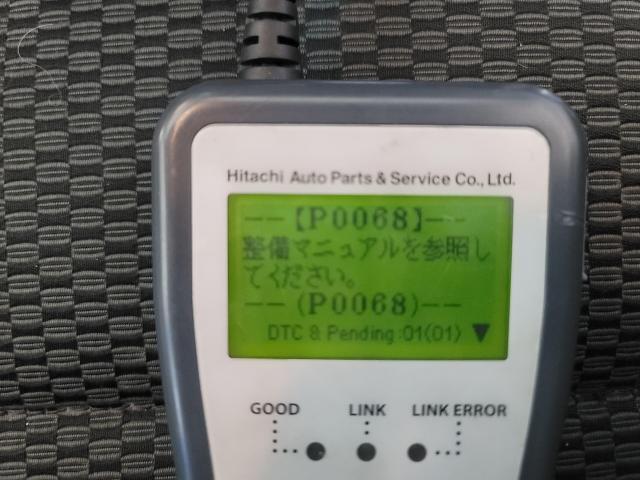 Hitachi Auto Parts & Service Co., Ltd.
--【P0068】--
整備マニュアルを参照し
てください。
--(P0068)--
DTC & Pending:01(01) ▼
GOOD LINK LINK ERROR